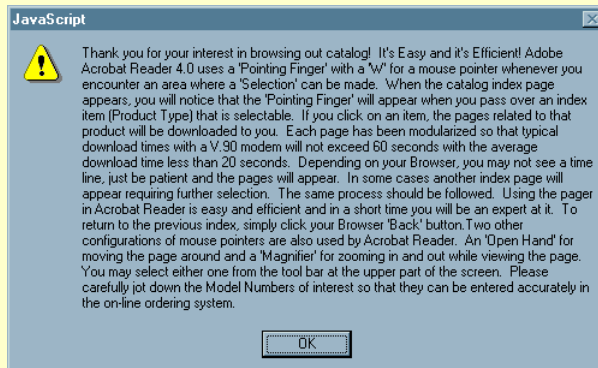 JavaScript
Thank you for your interest in browsing out catalog!  It's Easy and it's Efficient! Adobe
Acrobat Reader 4.0 uses a 'Pointing Finger' with a 'W' for a mouse pointer whenever you
encounter an area where a 'Selection' can be made.  When the catalog index page
appears, you will notice that the 'Pointing Finger' will appear when you pass over an index
item (Product Type) that is selectable.  If you click on an item, the pages related to that
product will be downloaded to you.  Each page has been modularized so that typical
download times with a V.90 modem will not exceed 60 seconds with the average
download time less than 20 seconds.  Depending on your Browser, you may not see a time
line, just be patient and the pages will appear.  In some cases another index page will
appear requiring further selection.  The same process should be followed.  Using the pager
in Acrobat Reader is easy and efficient and in a short time you will be an expert at it.  To
return to the previous index, simply click your Browser 'Back' button.Two other
configurations of mouse pointers are also used by Acrobat Reader.  An 'Open Hand' for
moving the page around and a 'Magnifier' for zooming in and out while viewing the page.
You may select either one from the tool bar at the upper part of the screen.  Please
carefully jot down the Model Numbers of interest so that they can be entered accurately in
the on-line ordering system.
OK